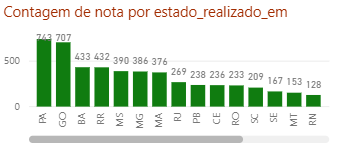 Contagem de nota por estado_realizado_em
500
0
743 707 433 432 390 386 376 269 238 236 233 209 167 153 128
PA GO BA RR MS MG MA RJ PB CE RO SC SE MT RN